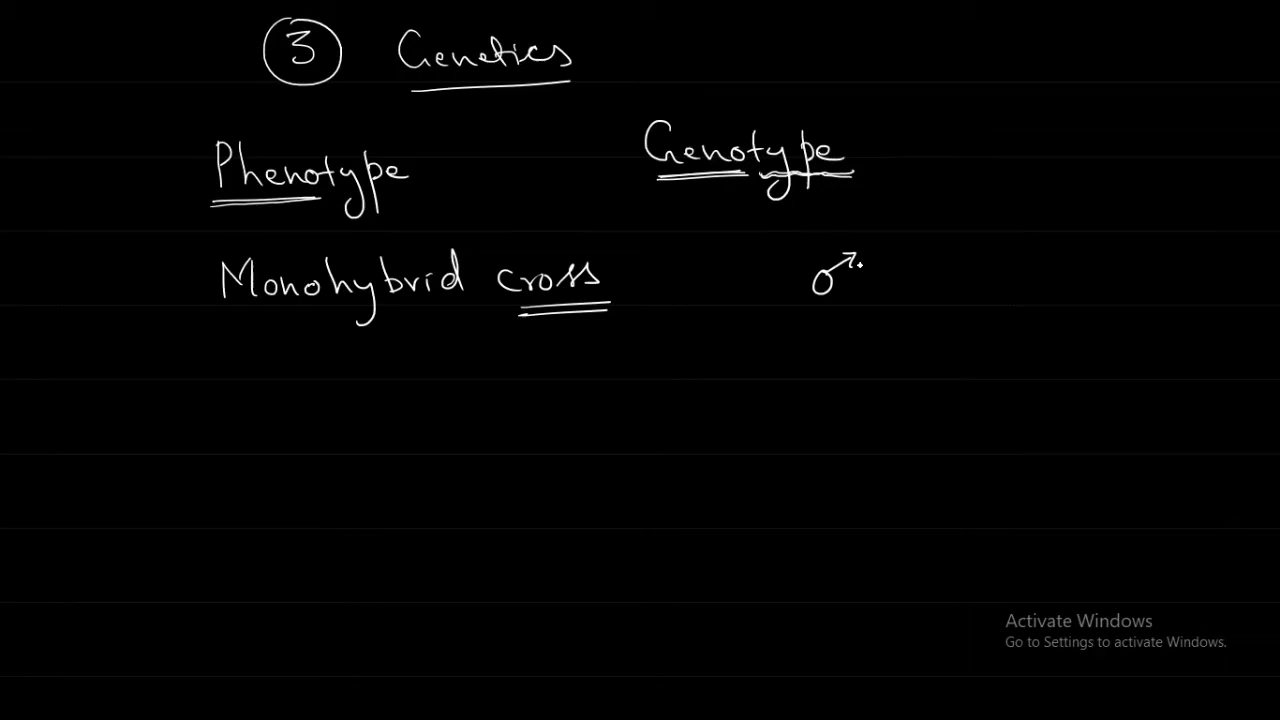 ③ Genetics
Phenotype Genotype
Monohybrid cross ♂
Activate Windows
Go to Settings to activate Windows.